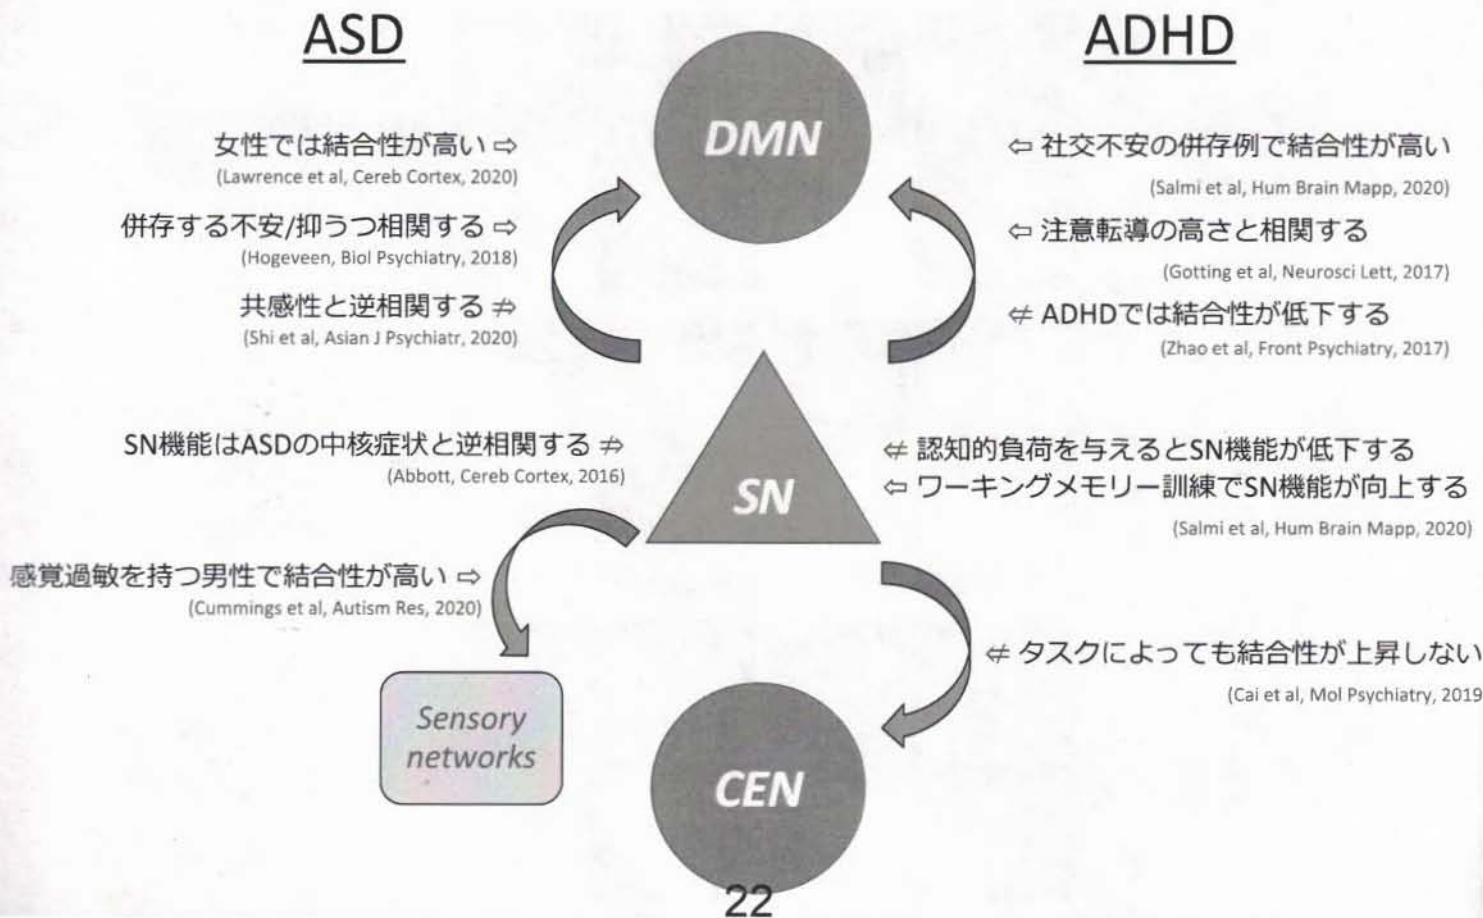 ASD
ADHD
DMN
女性では結合性が高い ⇨
(Lawrence et al, Cereb Cortex, 2020)
併存する不安/抑うつ相関する ⇨
(Hogeveen, Biol Psychiatry, 2018)
共感性と逆相関する ⇏
(Shi et al, Asian J Psychiatr, 2020)
⇦ 社交不安の併存例で結合性が高い
(Salmi et al, Hum Brain Mapp, 2020)
⇦ 注意転導の高さと相関する
(Gotting et al, Neurosci Lett, 2017)
⇍ ADHDでは結合性が低下する
(Zhao et al, Front Psychiatry, 2017)
SN機能はASDの中核症状と逆相関する ⇏
(Abbott, Cereb Cortex, 2016)
SN
⇍ 認知的負荷を与えるとSN機能が低下する
⇦ ワーキングメモリー訓練でSN機能が向上する
(Salmi et al, Hum Brain Mapp, 2020)
感覚過敏を持つ男性で結合性が高い ⇨
(Cummings et al, Autism Res, 2020)
⇍ タスクによっても結合性が上昇しない
(Cai et al, Mol Psychiatry, 2019
Sensory
networks
CEN
22